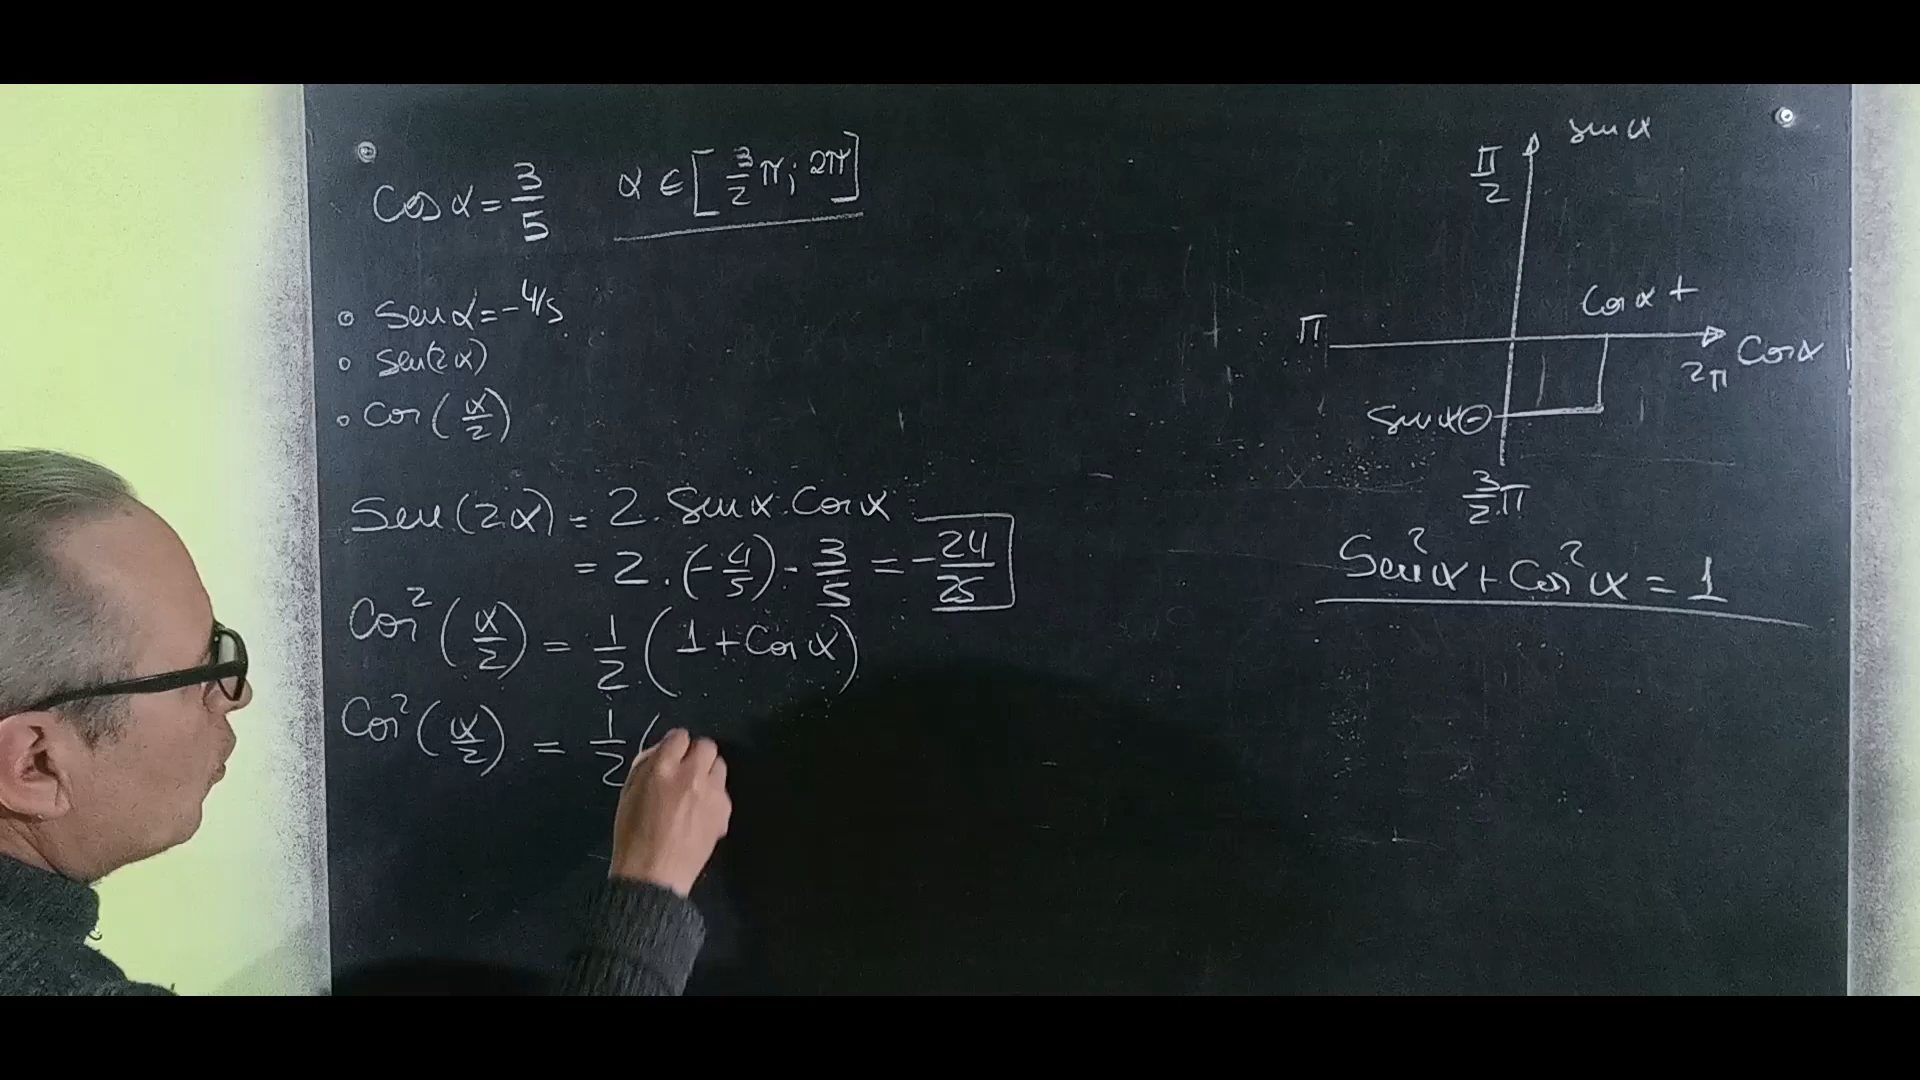 Cos α = 3/5 α ∈ [3/2 π; 2π]
• Sen α = -4/5
• Sen(2α)
• Cos(α/2)
Sen(2α) = 2 · Sen α · Cos α
= 2 · (-4/5) · 3/5 = -24/25
Cos²(α/2) = 1/2 (1 + Cos α)
Cos²(α/2) = 1/2 (
π/2 sen α
Cos α +
π Cos α
2π
Sen α ⊖
3/2 π
Sen²α + Cos²α = 1